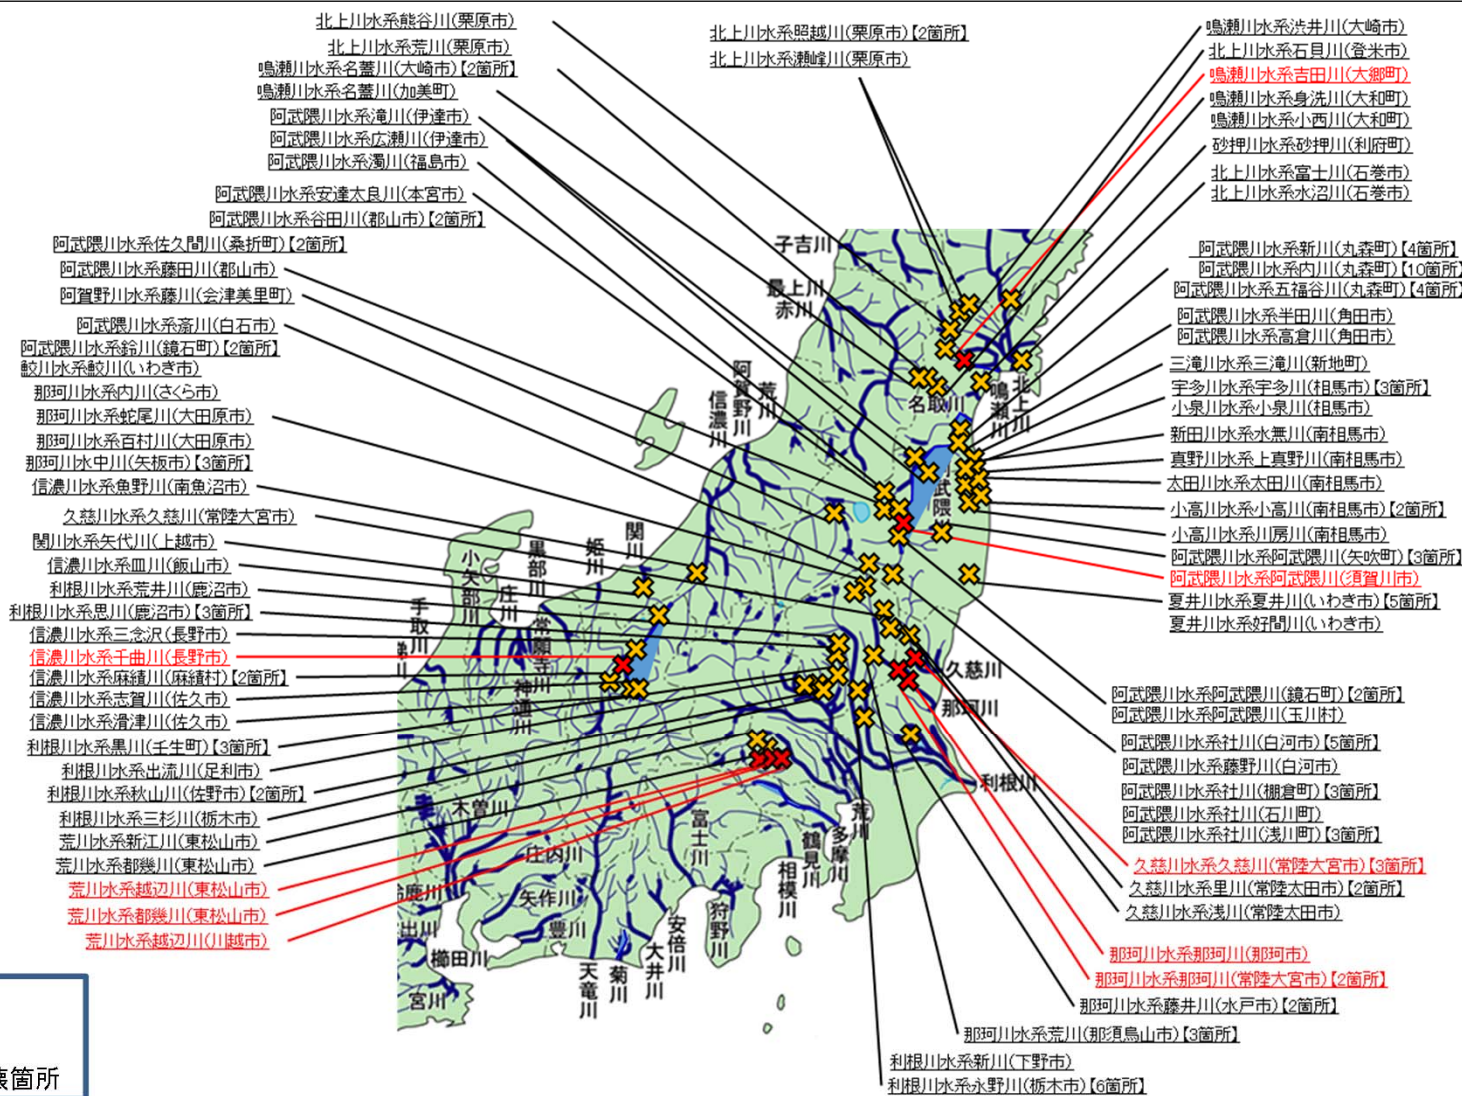 北上川水系熊谷川(栗原市)
北上川水系荒川(栗原市)
鳴瀬川水系名蓋川(大崎市)【2箇所】
鳴瀬川水系名蓋川(加美町)
阿武隈川水系滝川(伊達市)
阿武隈川水系広瀬川(伊達市)
阿武隈川水系濁川(福島市)
阿武隈川水系安達太良川(本宮市)
阿武隈川水系谷田川(郡山市)【2箇所】
阿武隈川水系佐久間川(桑折町)【2箇所】
阿武隈川水系藤田川(郡山市)
阿賀野川水系藤川(会津美里町)
阿武隈川水系斎川(白石市)
阿武隈川水系鈴川(鏡石町)【2箇所】
鮫川水系鮫川(いわき市)
那珂川水系内川(さくら市)
那珂川水系蛇尾川(大田原市)
那珂川水系百村川(大田原市)
那珂川水中川(矢板市)【3箇所】
信濃川水系魚野川(南魚沼市)
久慈川水系久慈川(常陸大宮市)
関川水系矢代川(上越市)
信濃川水系皿川(飯山市)
利根川水系荒井川(鹿沼市)
利根川水系思川(鹿沼市)【3箇所】
信濃川水系三念沢(長野市)
信濃川水系千曲川(長野市)
信濃川水系麻績川(麻績村)【2箇所】
信濃川水系志賀川(佐久市)
信濃川水系滑津川(佐久市)
利根川水系黒川(壬生町)【3箇所】
利根川水系出流川(足利市)
利根川水系秋山川(佐野市)【2箇所】
利根川水系三杉川(栃木市)
荒川水系新江川(東松山市)
荒川水系都幾川(東松山市)
荒川水系越辺川(東松山市)
荒川水系都幾川(東松山市)
荒川水系越辺川(川越市)
北上川水系照越川(栗原市)【2箇所】
北上川水系瀬峰川(栗原市)
鳴瀬川水系渋井川(大崎市)
北上川水系石貝川(登米市)
鳴瀬川水系吉田川(大郷町)
鳴瀬川水系身洗川(大和町)
鳴瀬川水系小西川(大和町)
砂押川水系砂押川(利府町)
北上川水系富士川(石巻市)
北上川水系水沼川(石巻市)
阿武隈川水系新川(丸森町)【4箇所】
阿武隈川水系内川(丸森町)【10箇所】
阿武隈川水系五福谷川(丸森町)【4箇所】
阿武隈川水系半田川(角田市)
阿武隈川水系高倉川(角田市)
三滝川水系三滝川(新地町)
宇多川水系宇多川(相馬市)【3箇所】
小泉川水系小泉川(相馬市)
新田川水系水無川(南相馬市)
真野川水系上真野川(南相馬市)
太田川水系太田川(南相馬市)
小高川水系小高川(南相馬市)【2箇所】
小高川水系川房川(南相馬市)
阿武隈川水系阿武隈川(矢吹町)【3箇所】
阿武隈川水系阿武隈川(須賀川市)
夏井川水系夏井川(いわき市)【5箇所】
夏井川水系好間川(いわき市)
阿武隈川水系阿武隈川(鏡石町)【2箇所】
阿武隈川水系阿武隈川(玉川村)
阿武隈川水系社川(白河市)【5箇所】
阿武隈川水系藤野川(白河市)
阿武隈川水系社川(棚倉町)【3箇所】
阿武隈川水系社川(石川町)
阿武隈川水系社川(浅川町)【3箇所】
久慈川水系久慈川(常陸大宮市)【3箇所】
久慈川水系里川(常陸太田市)【2箇所】
久慈川水系浅川(常陸太田市)
那珂川水系那珂川(那珂市)
那珂川水系那珂川(常陸大宮市)【2箇所】
那珂川水系藤井川(水戸市)【2箇所】
那珂川水系荒川(那須烏山市)【3箇所】
利根川水系新川(下野市)
利根川水系永野川(栃木市)【6箇所】
子吉川
最上川
赤川
荒川
阿賀野川
信濃川
関川
姫川
黒部川
小矢部川
庄川
手取川
常願寺川
神通川
名取川
鳴瀬川
北上川
久慈川
那珂川
利根川
荒川
多摩川
鶴見川
相模川
富士川
狩野川
安倍川
大井川
菊川
天竜川
木曽川
庄内川
矢作川
豊川
鈴鹿川
櫛田川
宮川
壊箇所